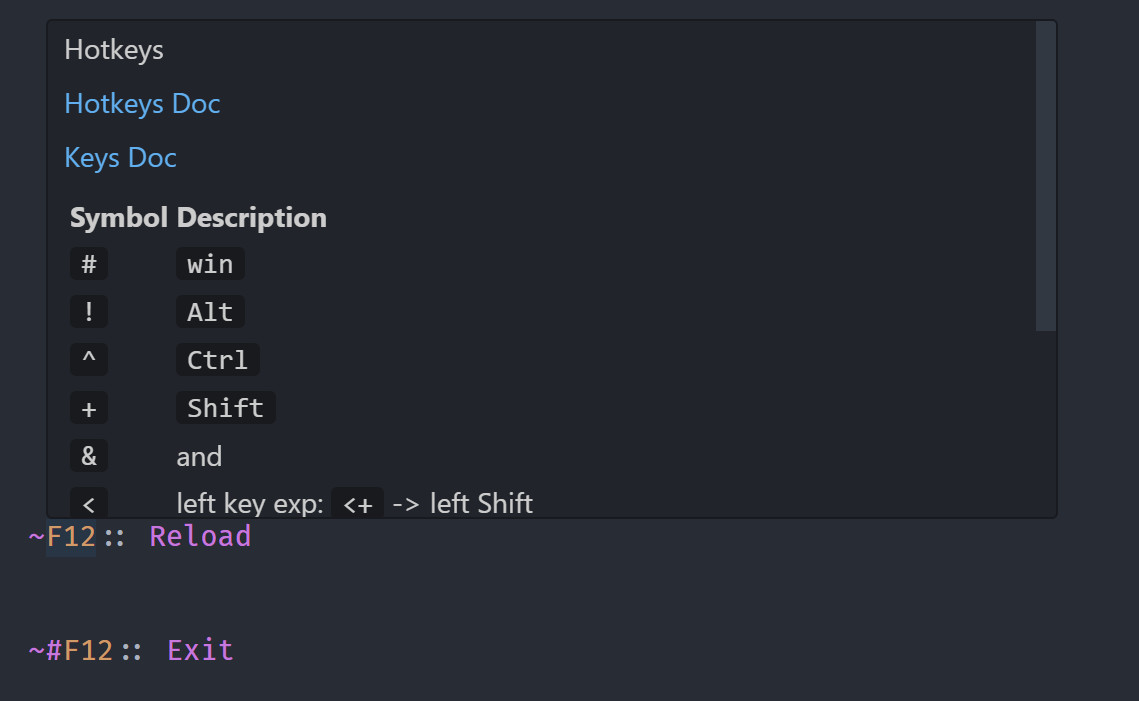 Hotkeys
Hotkeys Doc
Keys Doc
Symbol Description
# win
! Alt
^ Ctrl
+ Shift
& and
< left key exp: <+ -> left Shift
~F12:: Reload
~#F12:: Exit